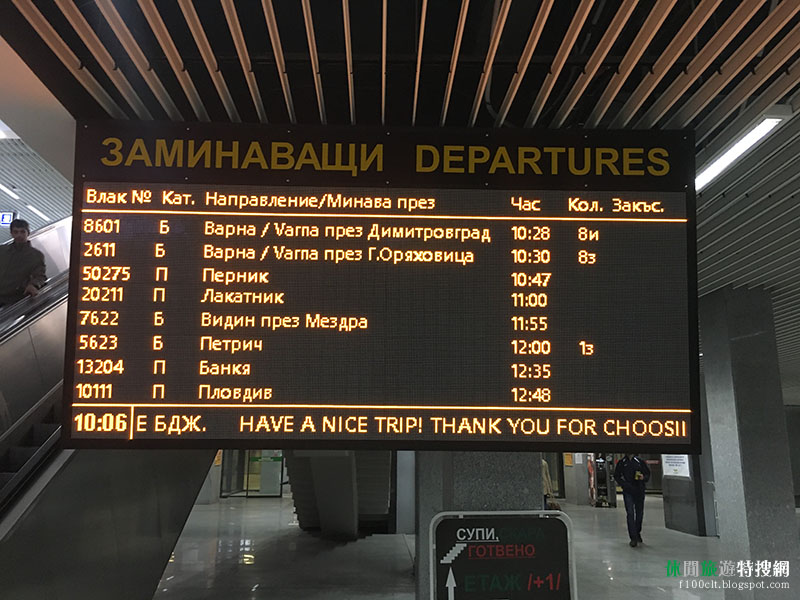 ЗАМИНАВАЩИ DEPARTURES
Влак № Кат. Направление/Минава през Час Кол. Закъс.
8601 Б Варна / Varna през Димитровград 10:28 8и
2611 Б Варна / Varna през Г.Оряховица 10:30 8з
50275 П Перник 10:47
20211 П Лакатник 11:00
7622 Б Видин през Мездра 11:55
5623 Б Петрич 12:00 1з
13204 П Банкя 12:35
10111 П Пловдив 12:48
10:06 Е БДЖ. HAVE A NICE TRIP! THANK YOU FOR CHOOSII
СУПИ,
ГОТВЕНО
ЕТАЖ /+1/
休閒旅遊特搜網
f100clt.blogspot.com